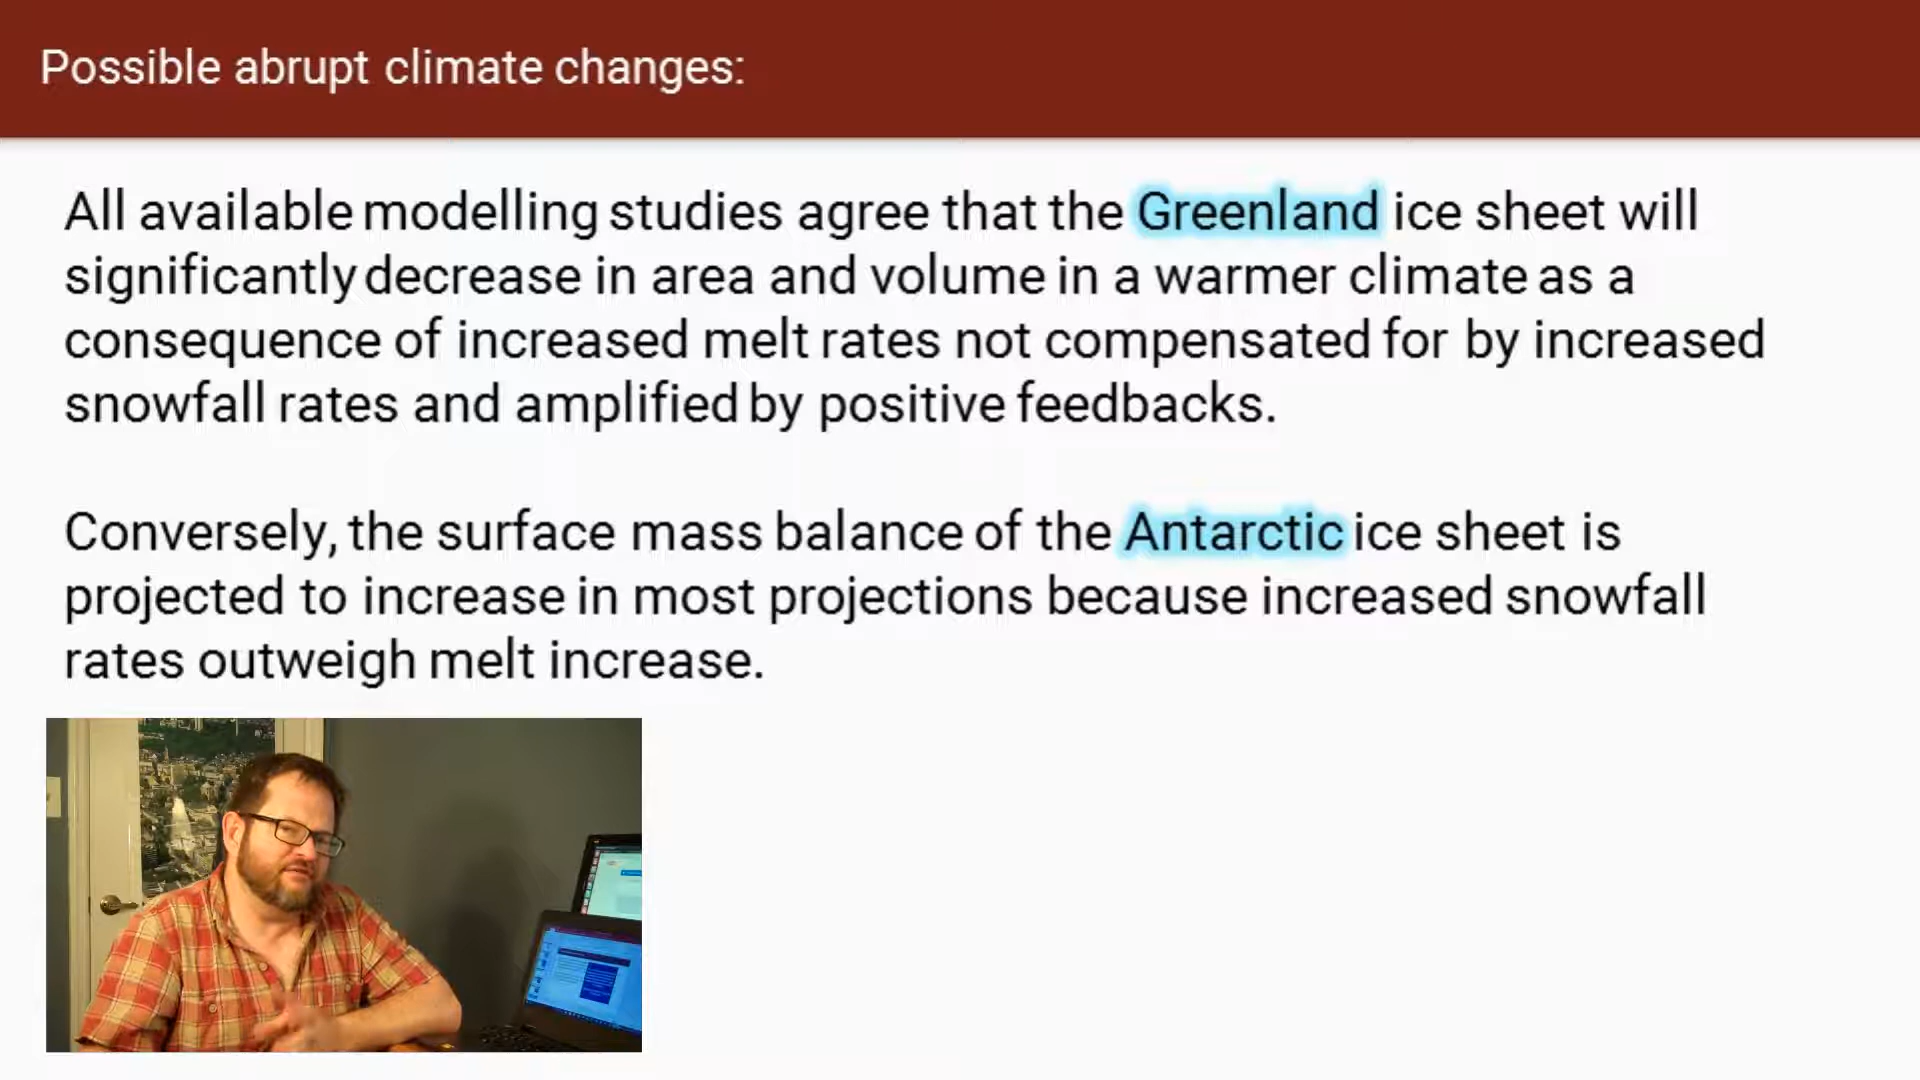 Possible abrupt climate changes:
All available modelling studies agree that the Greenland ice sheet will
significantly decrease in area and volume in a warmer climate as a
consequence of increased melt rates not compensated for by increased
snowfall rates and amplified by positive feedbacks.
Conversely, the surface mass balance of the Antarctic ice sheet is
projected to increase in most projections because increased snowfall
rates outweigh melt increase.